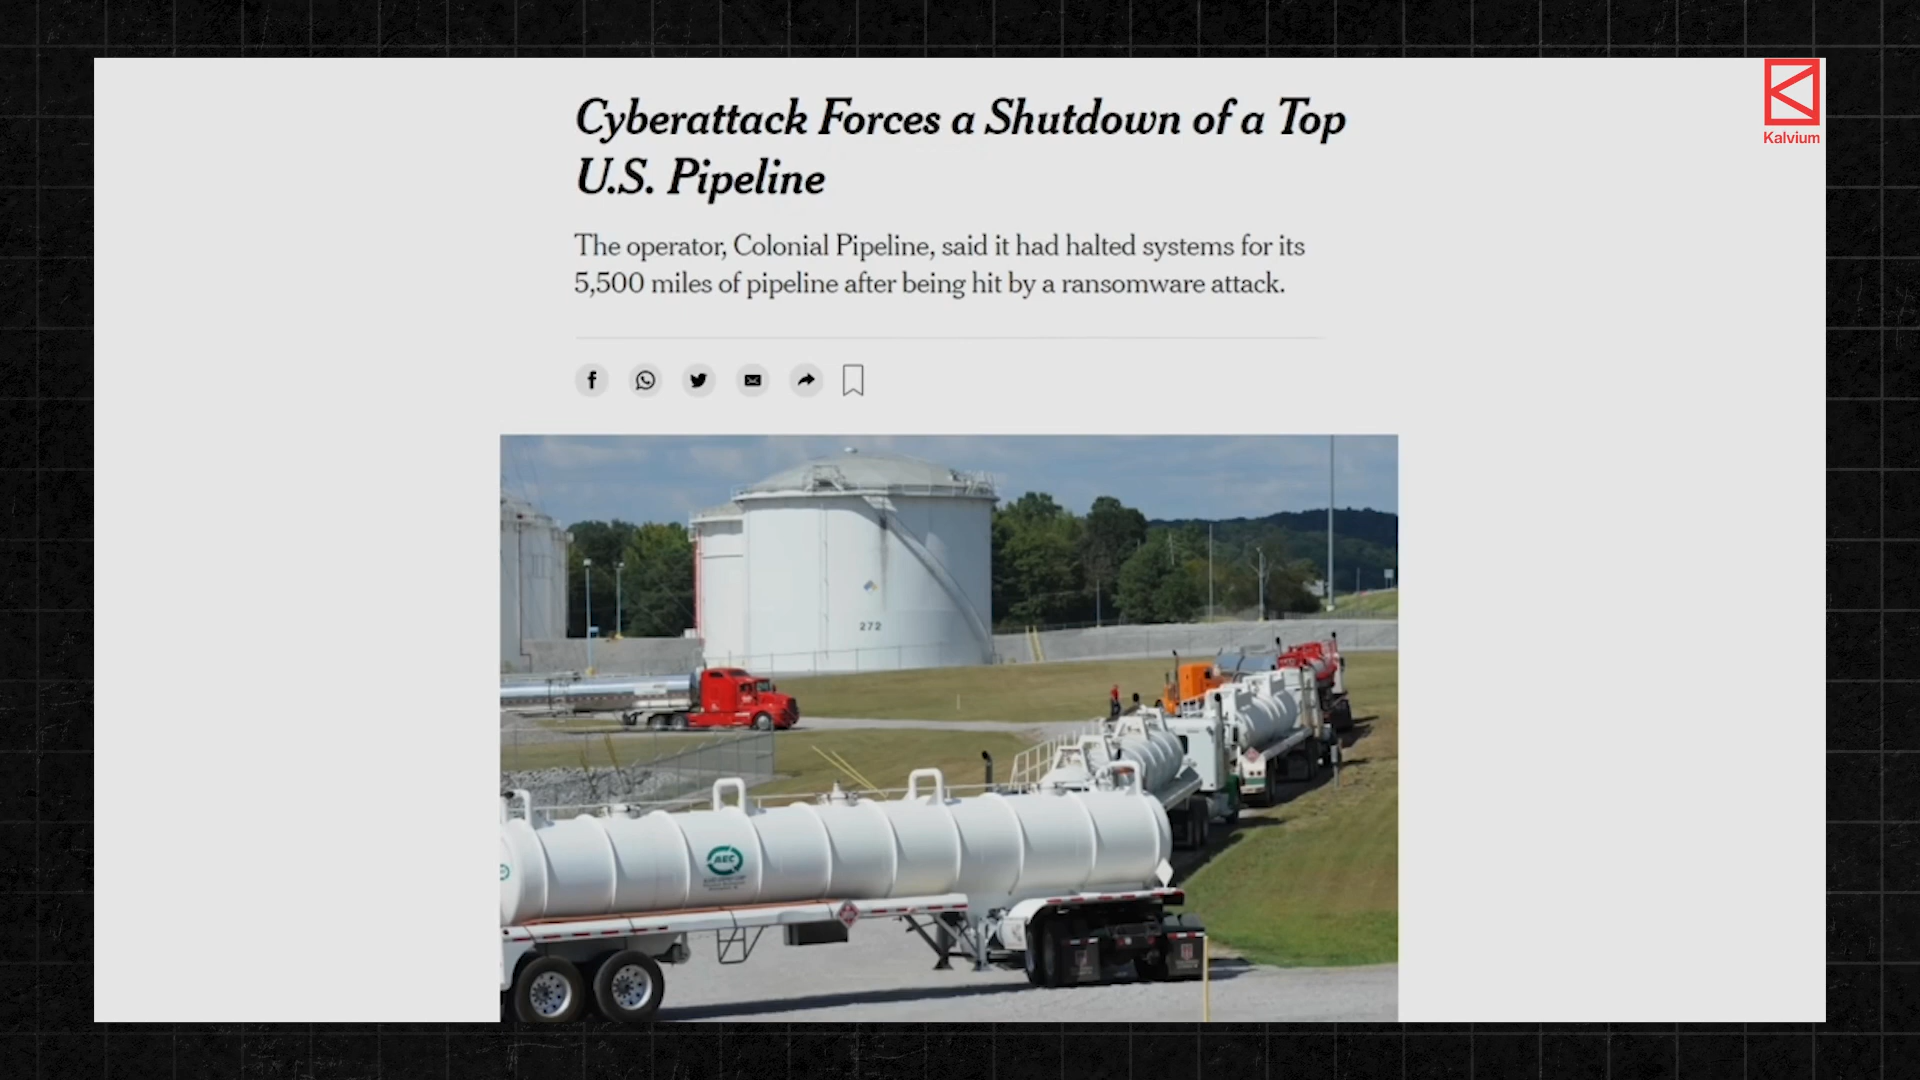 Kalvium
Cyberattack Forces a Shutdown of a Top
U.S. Pipeline
The operator, Colonial Pipeline, said it had halted systems for its
5,500 miles of pipeline after being hit by a ransomware attack.
272
AEC